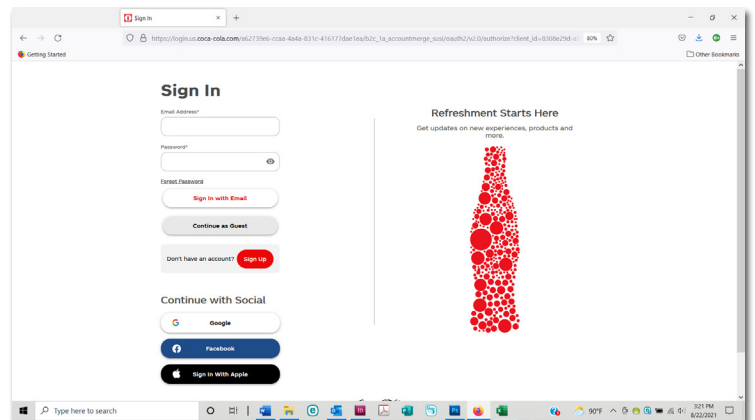 Sign In
https://login.us.coca-cola.com/a62739e6-ccaa-4a4a-831c-416177dae1ea/b2c_1a_accountmerge_susi/oauth2/v2.0/authorize?client_id=8308e29d-a
80%
Getting Started
Other Bookmarks
Sign In
Email Address*
Password*
Forgot Password
Sign In with Email
Continue as Guest
Don't have an account? Sign Up
Continue with Social
Google
Facebook
Sign In With Apple
Refreshment Starts Here
Get updates on new experiences, products and
more.
Type here to search
90°F
3:21 PM
8/22/2021